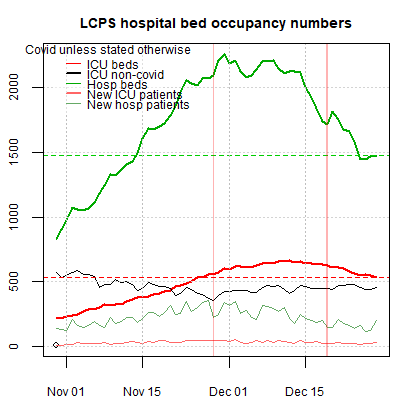 LCPS hospital bed occupancy numbers
Covid unless stated otherwise
ICU beds
ICU non-covid
Hosp beds
New ICU patients
New hosp patients
2000
1500
1000
500
0
Nov 01 Nov 15 Dec 01 Dec 15